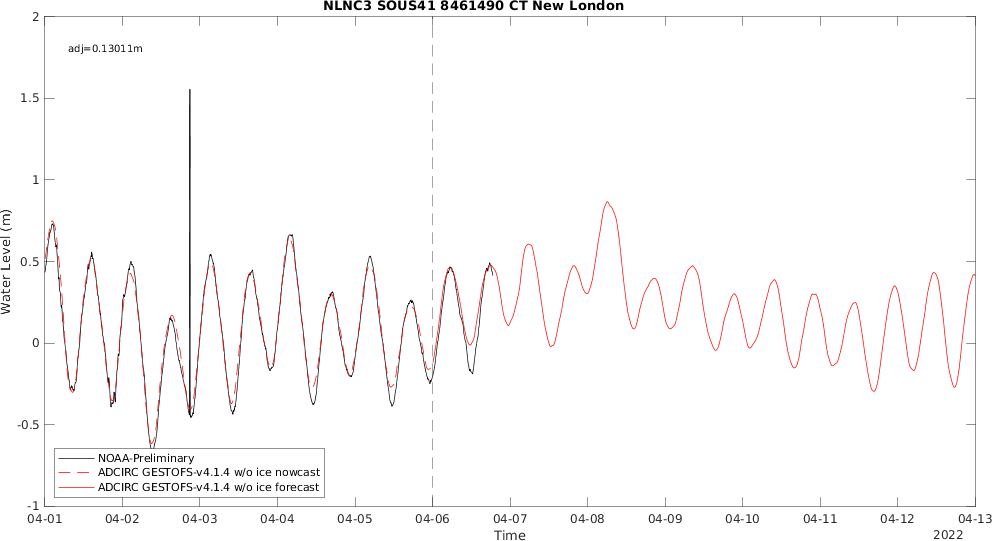 NLNC3 SOUS41 8461490 CT New London
2
adj=0.13011m
1.5
1
0.5
0
-0.5
-1
Water Level (m)
NOAA-Preliminary
ADCIRC GESTOFS-v4.1.4 w/o ice nowcast
ADCIRC GESTOFS-v4.1.4 w/o ice forecast
04-01 04-02 04-03 04-04 04-05 04-06 04-07 04-08 04-09 04-10 04-11 04-12 04-13
Time
2022